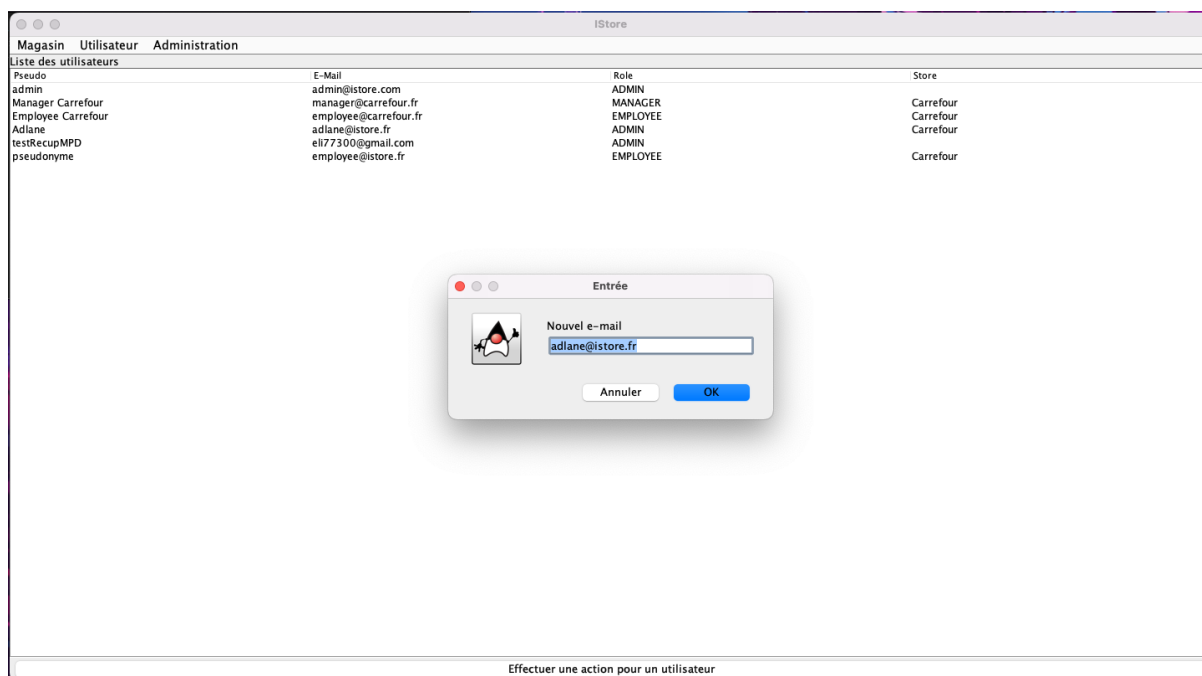 IStore
Magasin Utilisateur Administration
Liste des utilisateurs
Pseudo E-Mail Role Store
admin admin@istore.com ADMIN
Manager Carrefour manager@carrefour.fr MANAGER Carrefour
Employee Carrefour employee@carrefour.fr EMPLOYEE Carrefour
Adlane adlane@istore.fr ADMIN Carrefour
testRecupMPD eli77300@gmail.com ADMIN
pseudonyme employee@istore.fr EMPLOYEE Carrefour
Entrée
Nouvel e-mail
adlane@istore.fr
Annuler OK
Effectuer une action pour un utilisateur